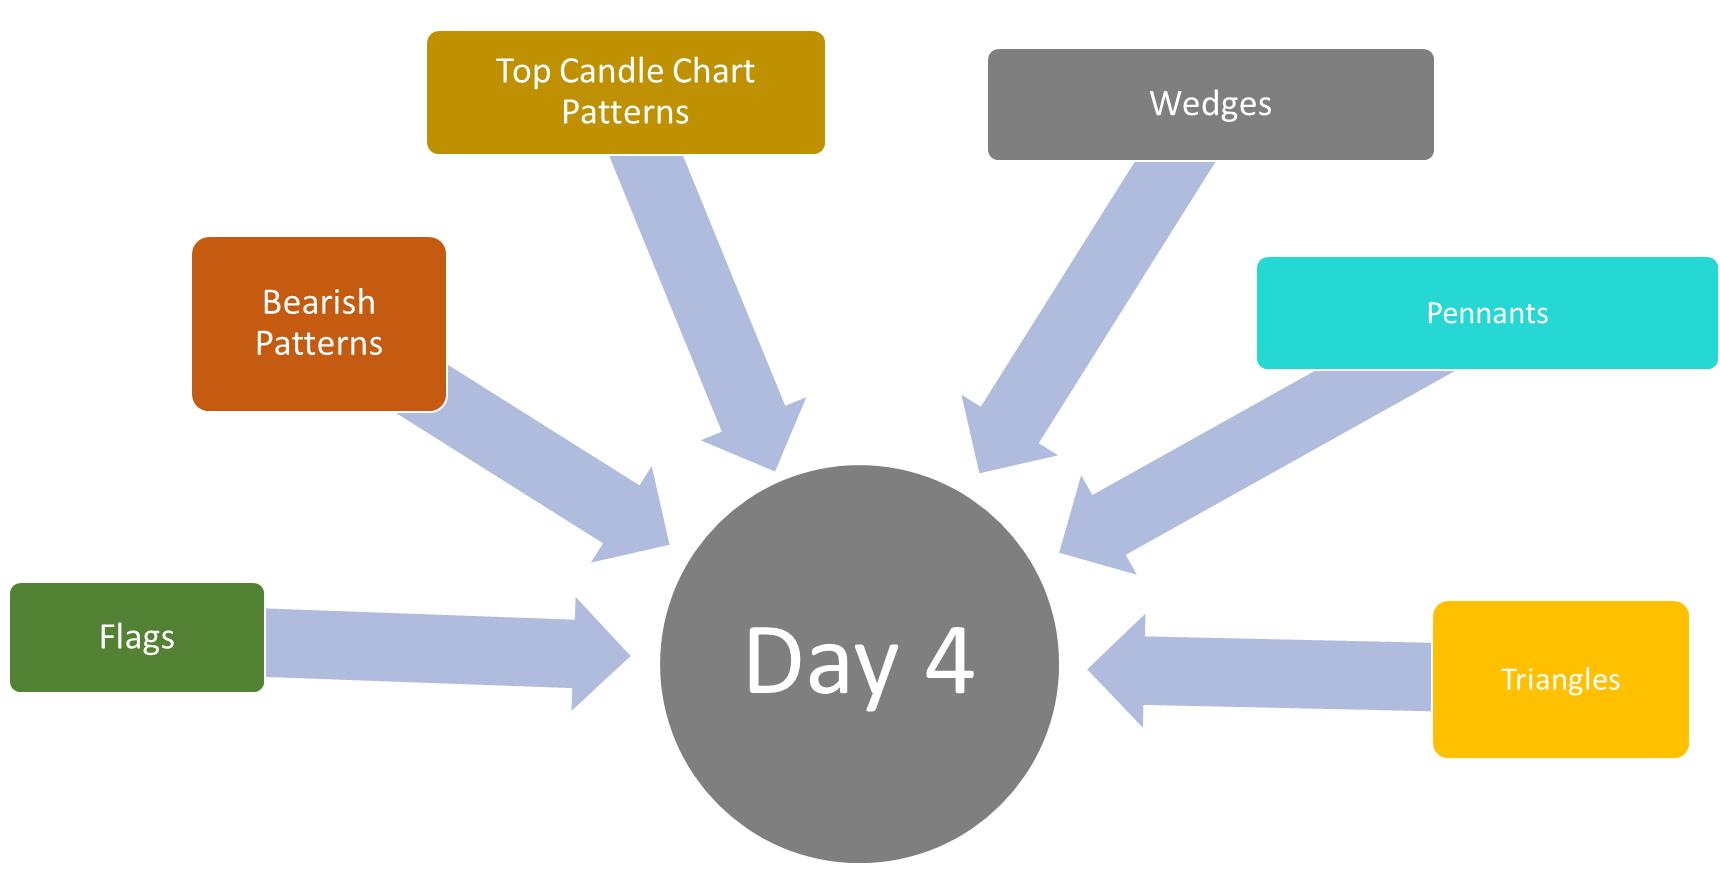 Top Candle Chart
Patterns
Wedges
Bearish
Patterns
Pennants
Flags
Day 4
Triangles